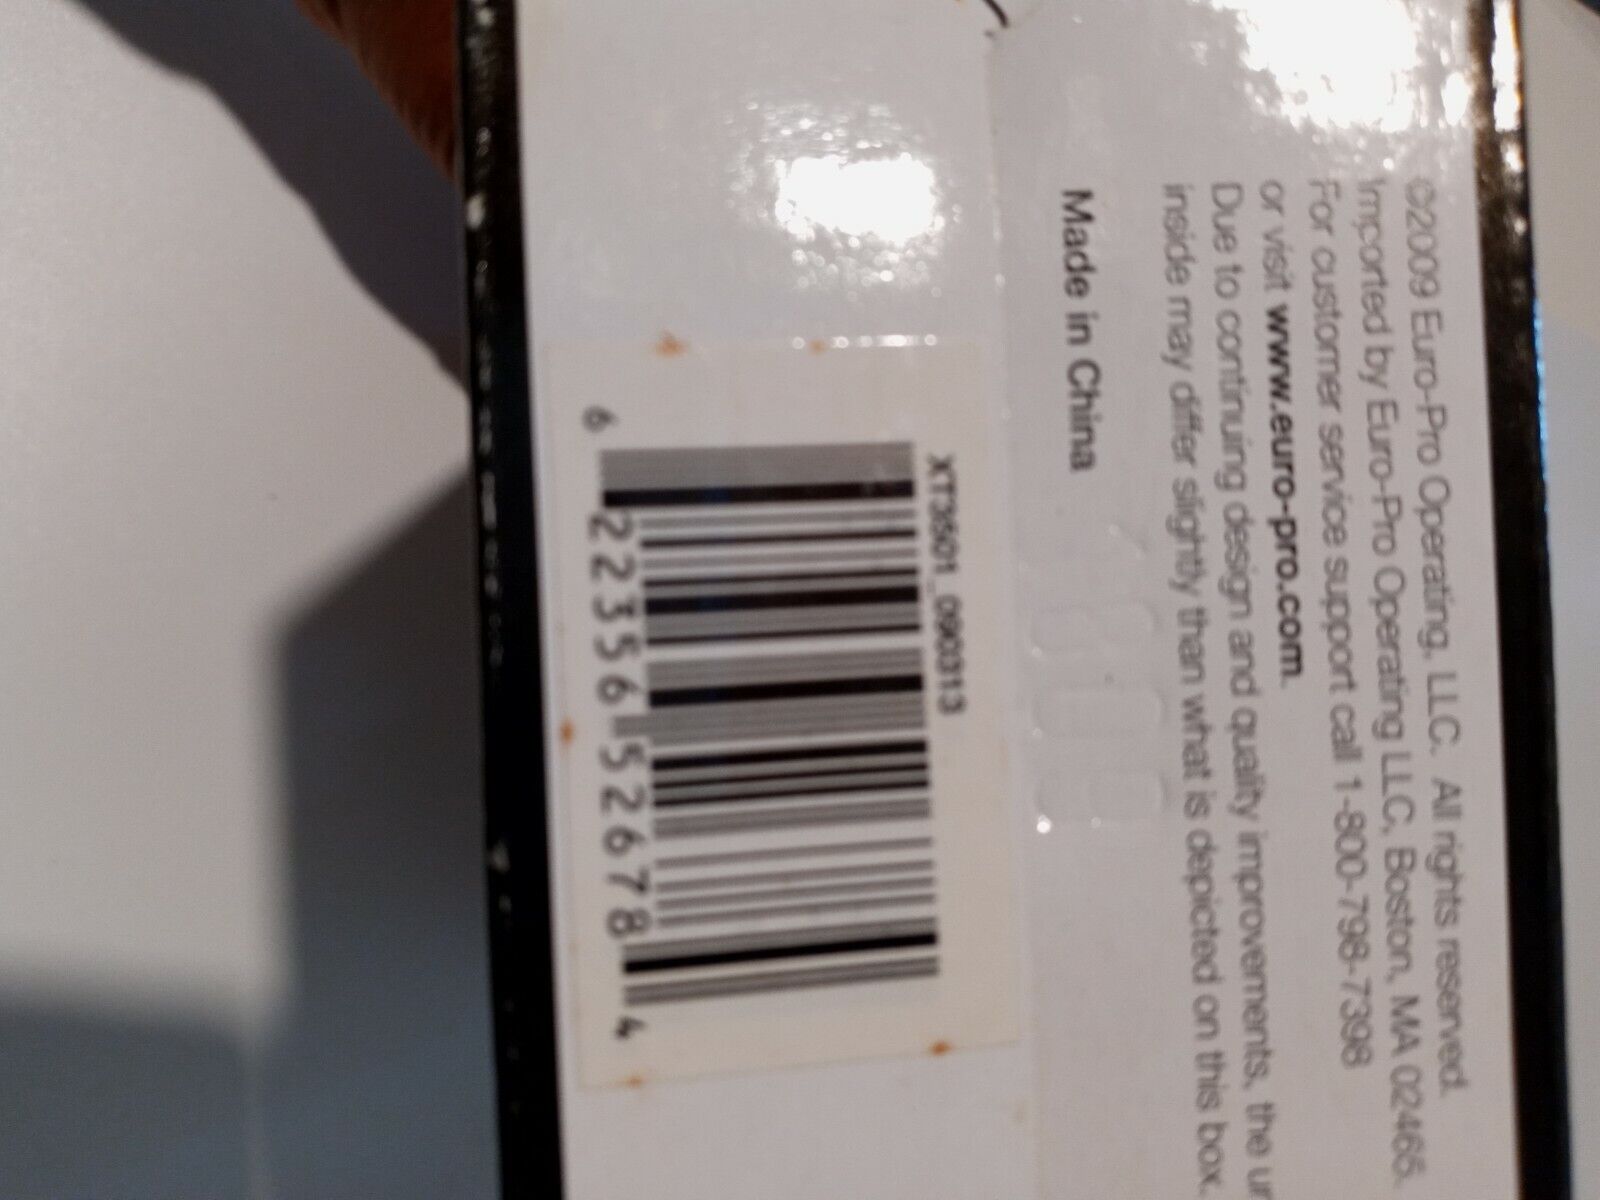 ©2009 Euro-Pro Operating, LLC. All rights reserved.
Imported by Euro-Pro Operating LLC, Boston, MA 02465.
For customer service support call 1-800-798-7398
or visit www.euro-pro.com.
Due to continuing design and quality improvements, the
inside may differ slightly than what is depicted on this box.
Made in China
XT3501_090313
6 22356 52678 4